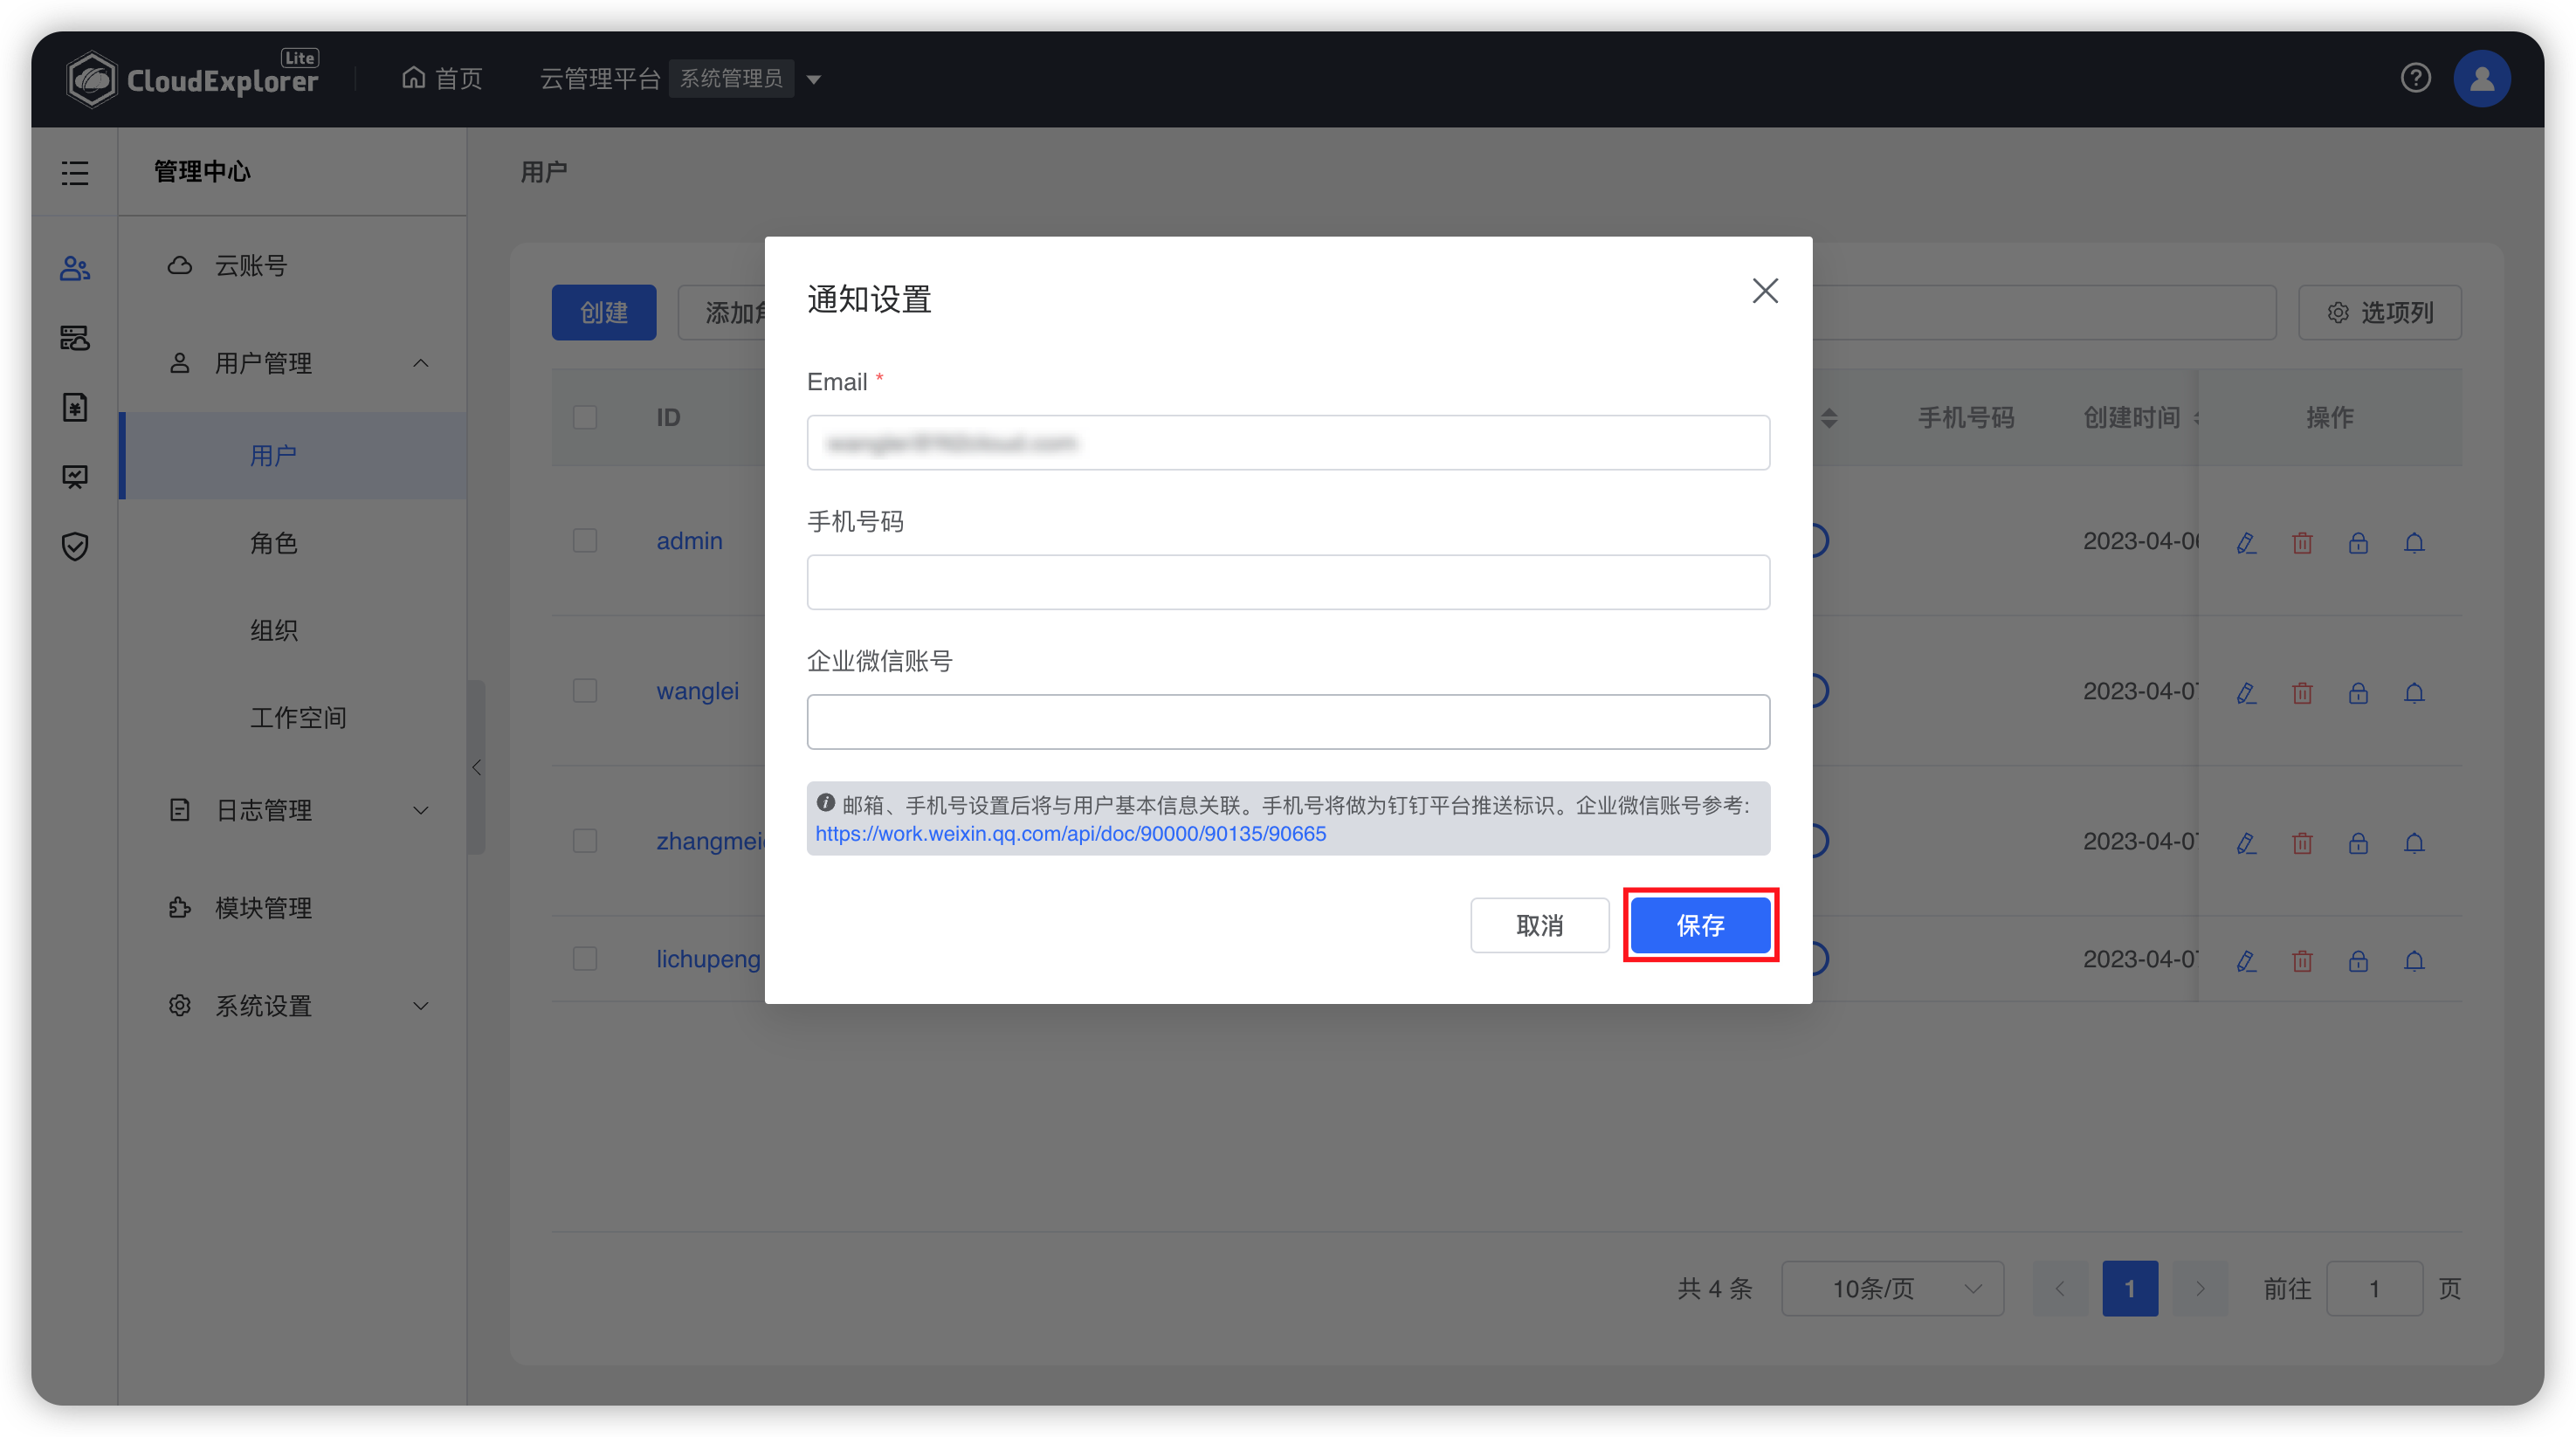 CloudExplorer Lite
首页
云管理平台 系统管理员
管理中心
云账号
用户管理
用户
角色
组织
工作空间
日志管理
模块管理
系统设置
用户
创建
添加
选项列
ID
手机号码
创建时间
操作
admin
2023-04-0
wanglei
2023-04-0
zhangmei
2023-04-0
lichupeng
2023-04-0
通知设置
Email *
手机号码
企业微信账号
邮箱、手机号设置后将与用户基本信息关联。手机号将做为钉钉平台推送标识。企业微信账号参考:
https://work.weixin.qq.com/api/doc/90000/90135/90665
取消
保存
共 4 条
10条/页
1
前往 1 页